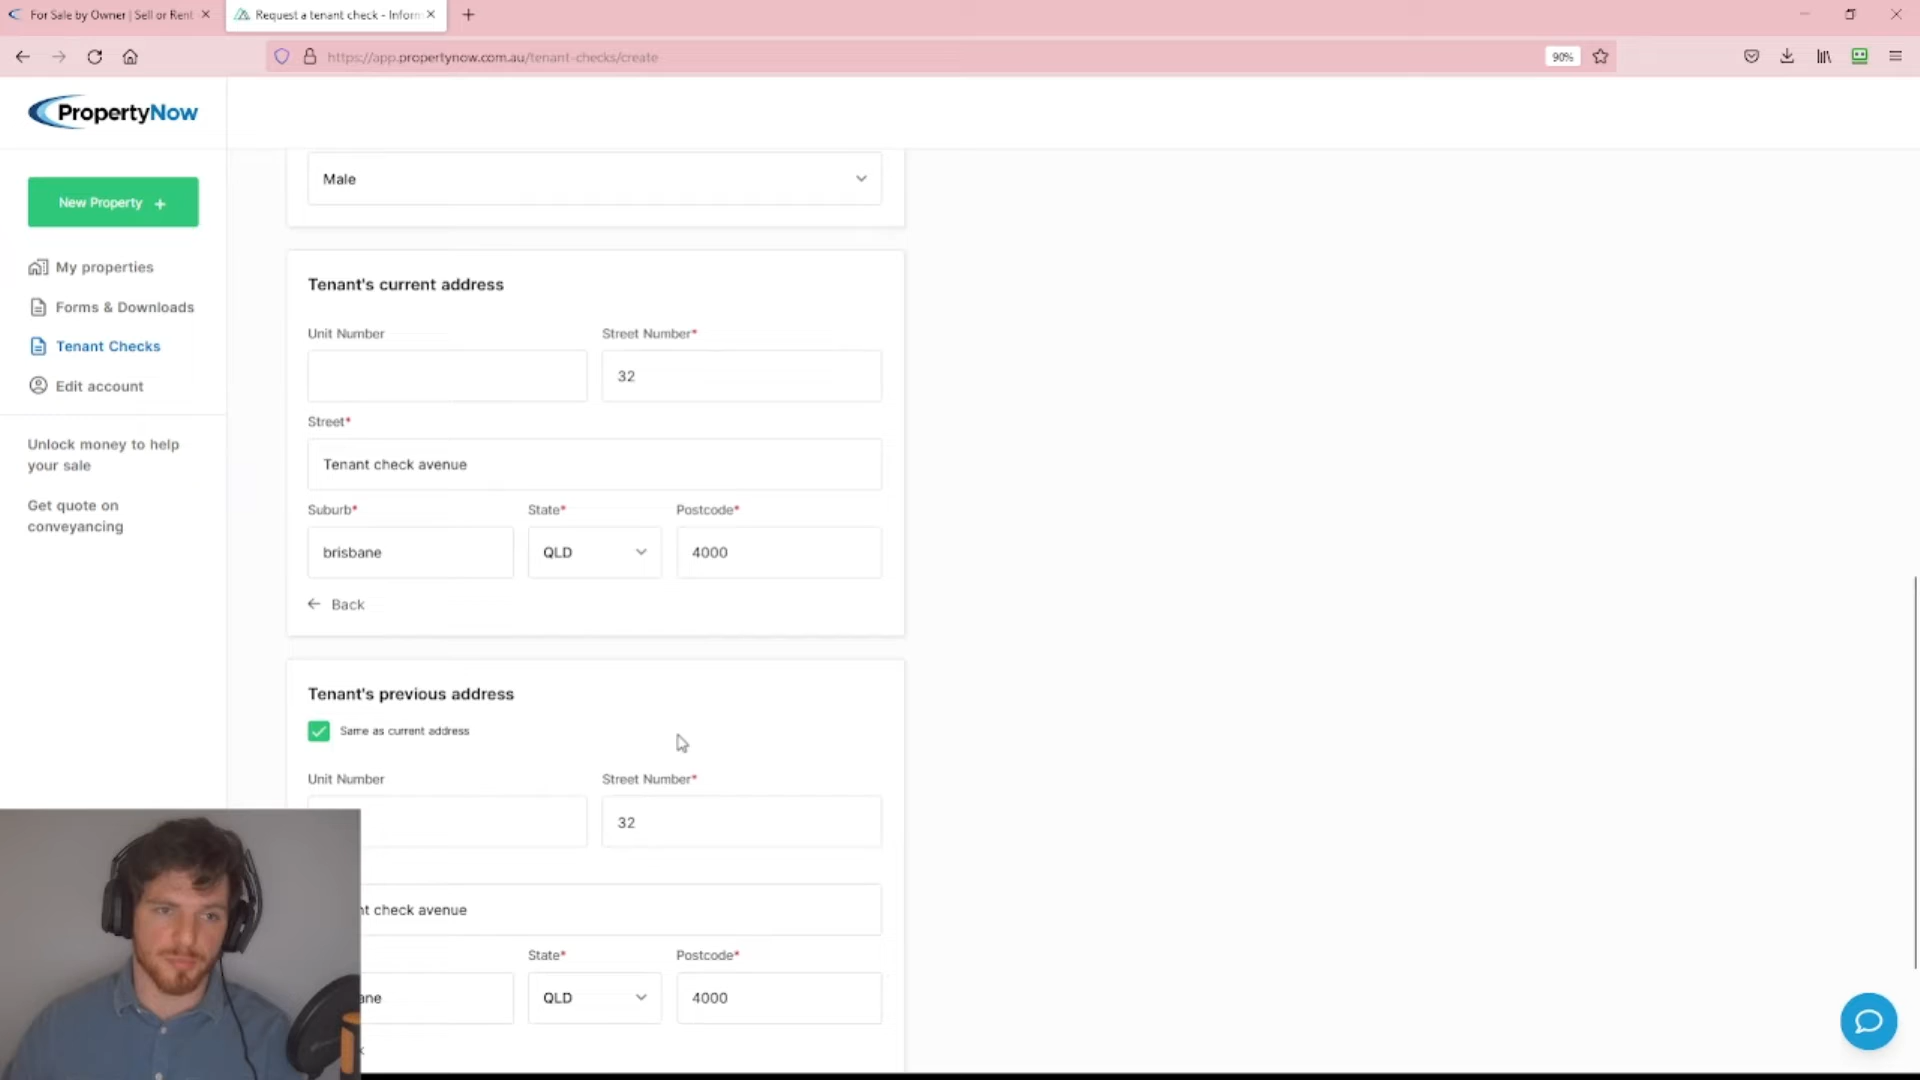 For Sale by Owner | Sell or Rent
Request a tenant check - Inform
https://app.propertynow.com.au/tenant-checks/create
90%
PropertyNow
New Property +
My properties
Forms & Downloads
Tenant Checks
Edit account
Unlock money to help
your sale
Get quote on
conveyancing
Male
Tenant's current address
Unit Number
Street Number*
32
Street*
Tenant check avenue
Suburb*
State*
Postcode*
brisbane
QLD
4000
Back
Tenant's previous address
Same as current address
Unit Number
Street Number*
32
nt check avenue
State*
Postcode*
ane
QLD
4000